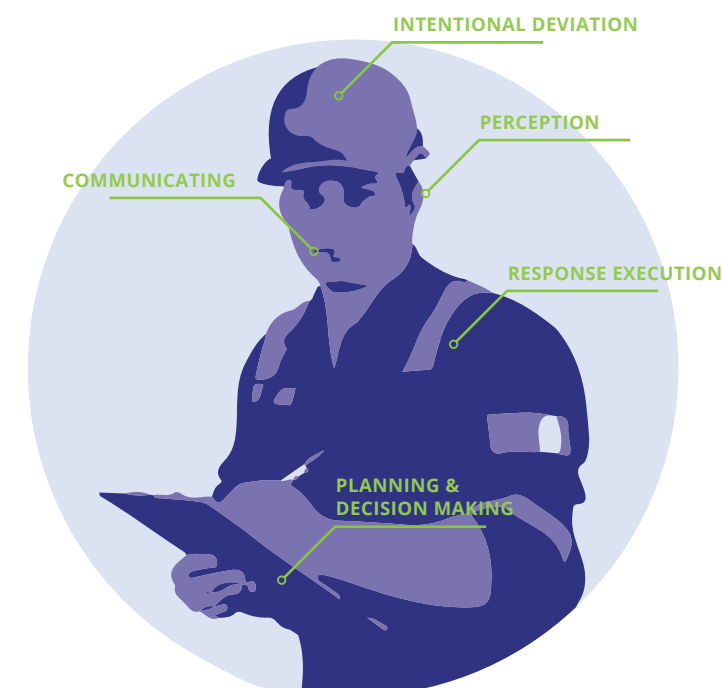 INTENTIONAL DEVIATION
PERCEPTION
COMMUNICATING
RESPONSE EXECUTION
PLANNING &
DECISION MAKING